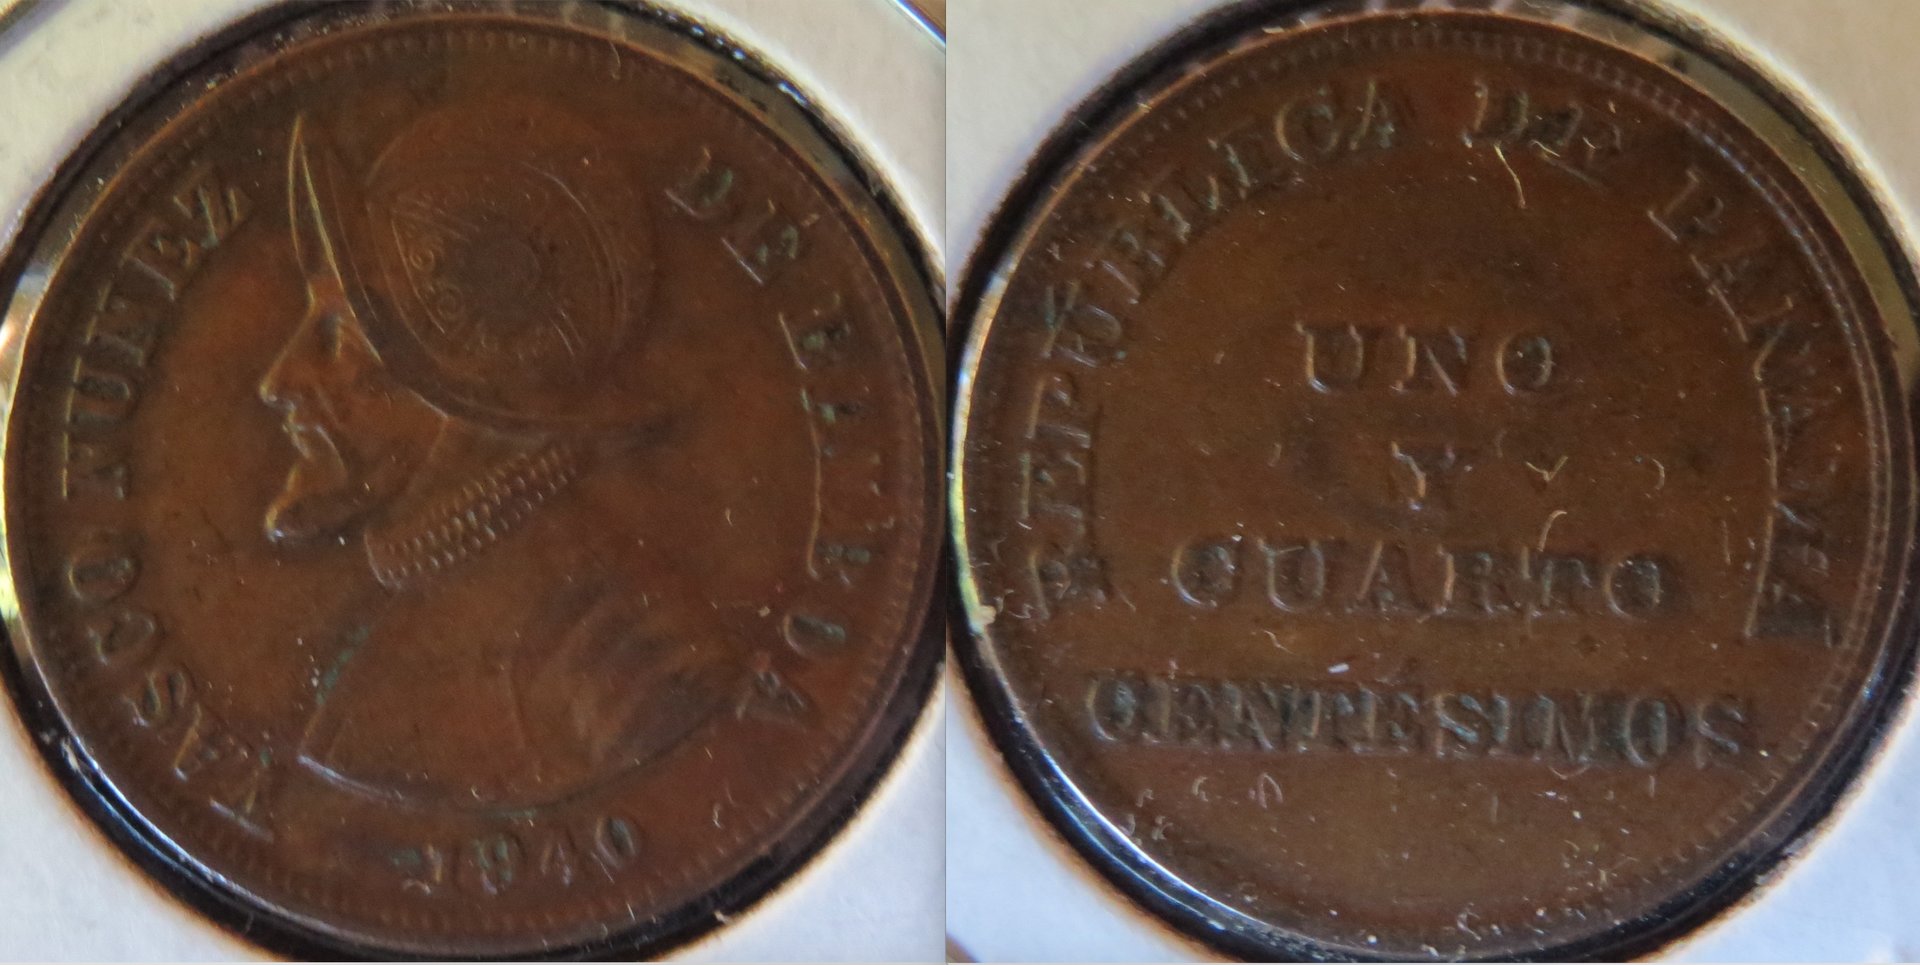 VASCO NUÑEZ DE BALBOA
1940
REPUBLICA DE PANAMA
UNO
Y
CUARTO
CENTESIMOS